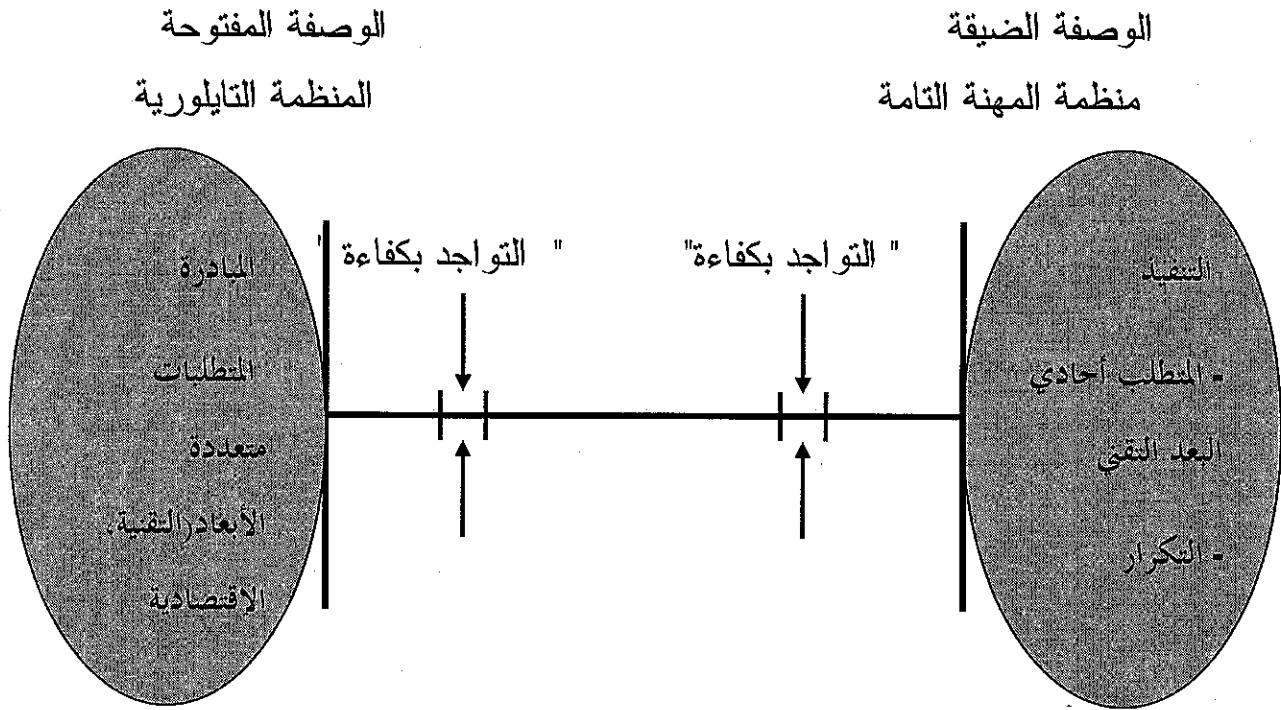 الوصفة الضيقة
منظمة المهنة التامة
الوصفة المفتوحة
المنظمة التايلورية
" التواجد بكفاءة"
" التواجد بكفاءة "
التنفيذ
- المتطلب أحادي
البعد التقني
- التكرار
المبادرة
المتطلبات
متعددة
الأبعاد(التقنية،
الاقتصادية